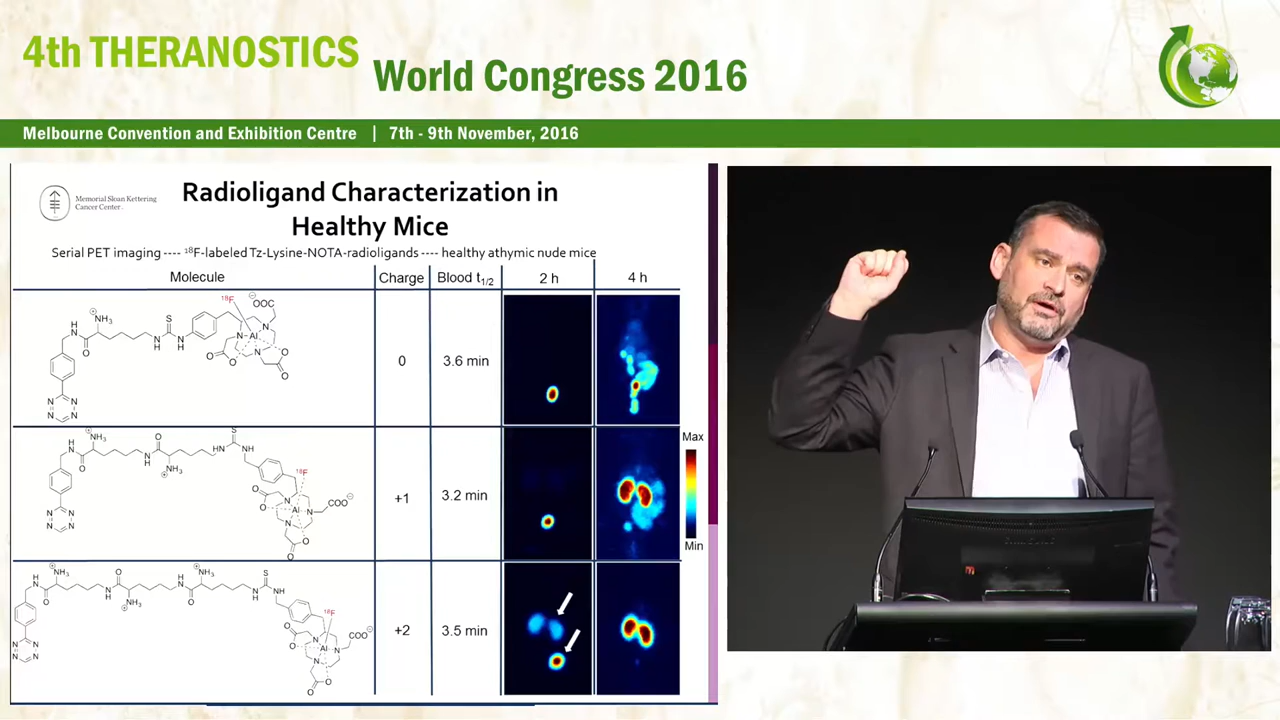 4th THERANOSTICS
World Congress 2016
Melbourne Convention and Exhibition Centre | 7th - 9th November, 2016
Memorial Sloan Kettering
Cancer Center
Radioligand Characterization in
Healthy Mice
Serial PET imaging ---- ¹⁸F-labeled Tz-Lysine-NOTA-radioligands ---- healthy athymic nude mice
Molecule Charge Blood t1/2 2 h 4 h
0 3.6 min
+1 3.2 min
+2 3.5 min
Max
Min